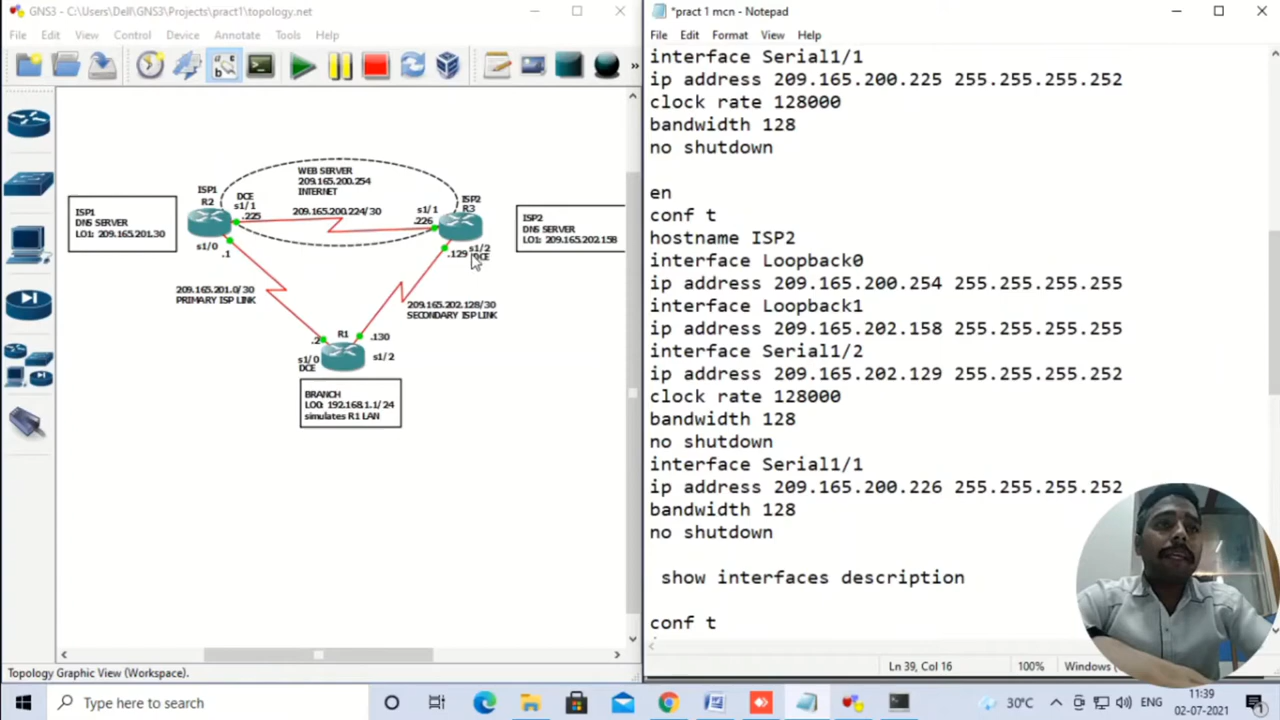 GNS3 - C:\Users\Dell\GNS3\Projects\pract1\topology.net
File Edit View Control Device Annotate Tools Help
»
WEB SERVER
209.165.200.254
INTERNET
ISP1
R2
DCE
s1/1
.225
209.165.200.224/30
s1/1
.226
ISP2
R3
ISP1
DNS SERVER
LO1: 209.165.201.30
ISP2
DNS SERVER
LO1: 209.165.202.158
s1/0
.1
.129
s1/2
DCE
209.165.201.0/30
PRIMARY ISP LINK
209.165.202.128/30
SECONDARY ISP LINK
.2
R1
.130
s1/0
DCE
s1/2
BRANCH
LO0: 192.168.1.1/24
simulates R1 LAN
Topology Graphic View (Workspace).
*pract 1 mcn - Notepad
File Edit Format View Help
interface Serial1/1
ip address 209.165.200.225 255.255.255.252
clock rate 128000
bandwidth 128
no shutdown
en
conf t
hostname ISP2
interface Loopback0
ip address 209.165.200.254 255.255.255.255
interface Loopback1
ip address 209.165.202.158 255.255.255.255
interface Serial1/2
ip address 209.165.202.129 255.255.255.252
clock rate 128000
bandwidth 128
no shutdown
interface Serial1/1
ip address 209.165.200.226 255.255.255.252
bandwidth 128
no shutdown
show interfaces description
conf t
Ln 39, Col 16 100% Windows (
Type here to search
30°C ENG 11:39
02-07-2021
1